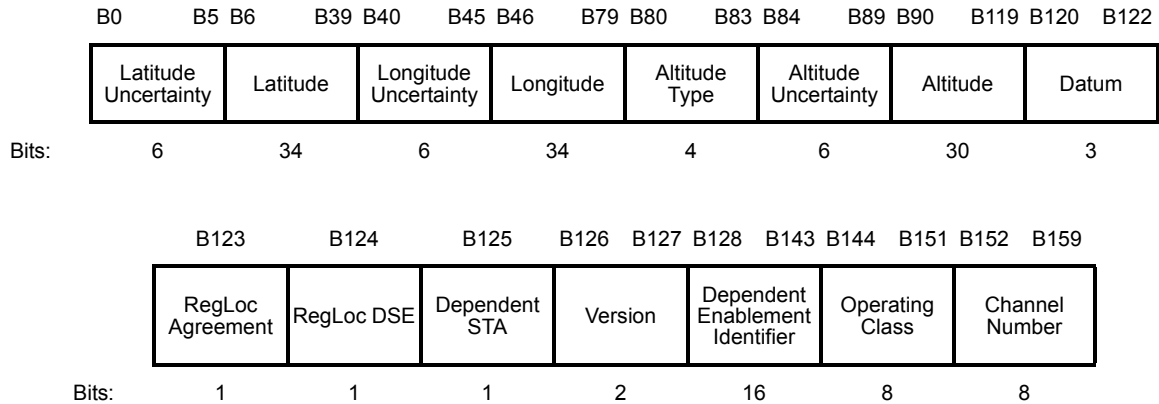 B0 B5 B6 B39 B40 B45 B46 B79 B80 B83 B84 B89 B90 B119 B120 B122
Latitude Uncertainty Latitude Longitude Uncertainty Longitude Altitude Type Altitude Uncertainty Altitude Datum
Bits: 6 34 6 34 4 6 30 3
B123 B124 B125 B126 B127 B128 B143 B144 B151 B152 B159
RegLoc Agreement RegLoc DSE Dependent STA Version Dependent Enablement Identifier Operating Class Channel Number
Bits: 1 1 1 2 16 8 8